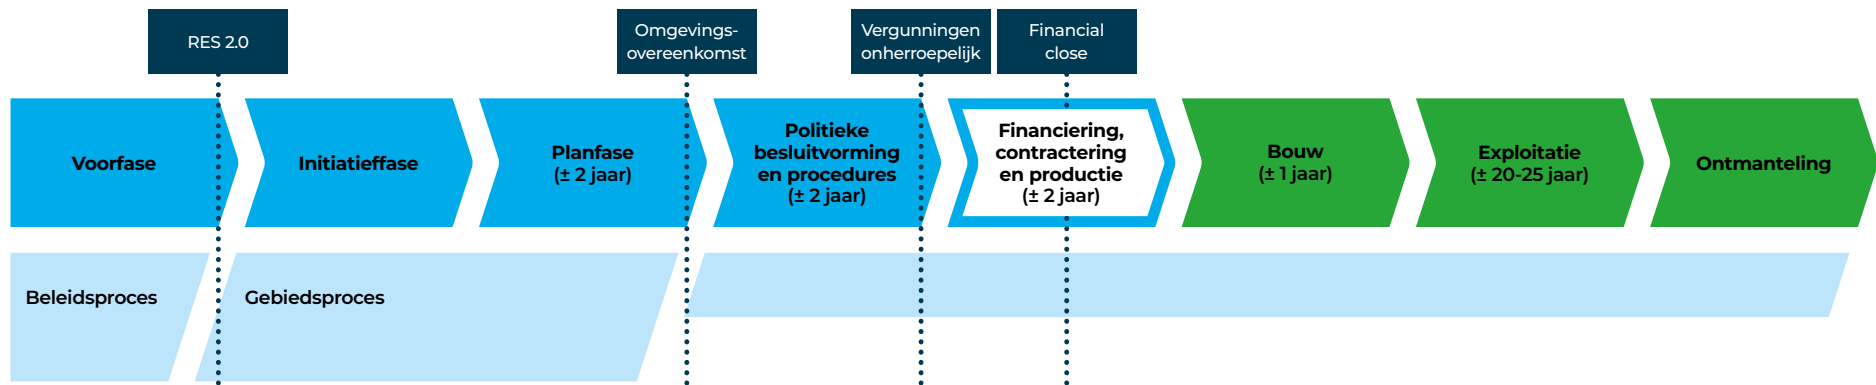 RES 2.0
Omgevings-
overeenkomst
Vergunningen
onherroepelijk
Financial
close
Voorfase
Initiatieffase
Planfase
(± 2 jaar)
Politieke
besluitvorming
en procedures
(± 2 jaar)
Financiering,
contractering
en productie
(± 2 jaar)
Bouw
(± 1 jaar)
Exploitatie
(± 20-25 jaar)
Ontmanteling
Beleidsproces
Gebiedsproces